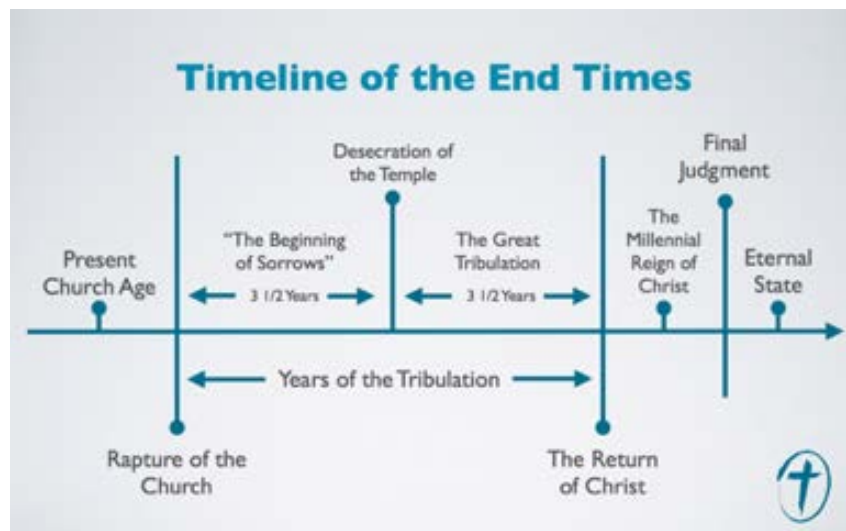 Timeline of the End Times
Present
Church Age
Rapture of the
Church
"The Beginning
of Sorrows"
3 1/2 Years
Desecration of
the Temple
The Great
Tribulation
3 1/2 Years
Years of the Tribulation
The Return
of Christ
The
Millennial
Reign of
Christ
Final
Judgment
Eternal
State